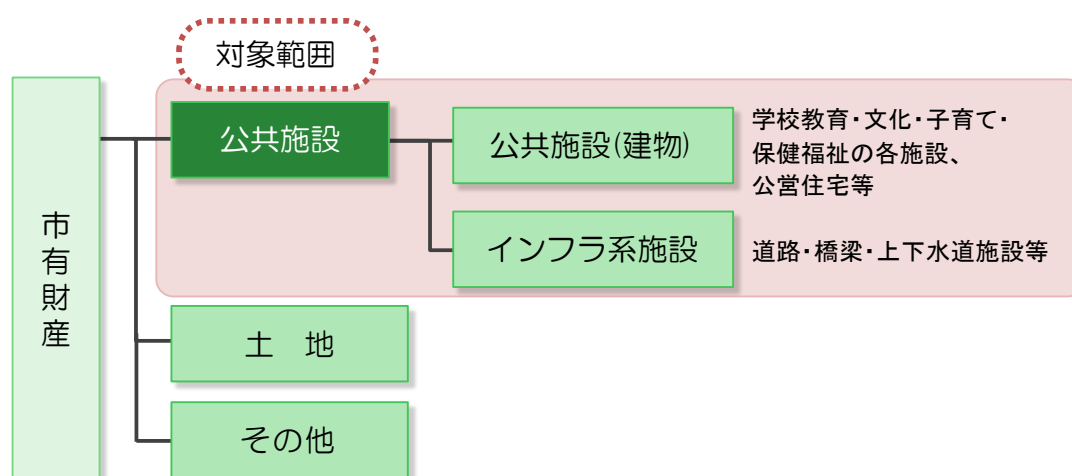 対象範囲
市有財産
公共施設
公共施設(建物)
学校教育・文化・子育て・
保健福祉の各施設、
公営住宅等
インフラ系施設
道路・橋梁・上下水道施設等
土　地
その他